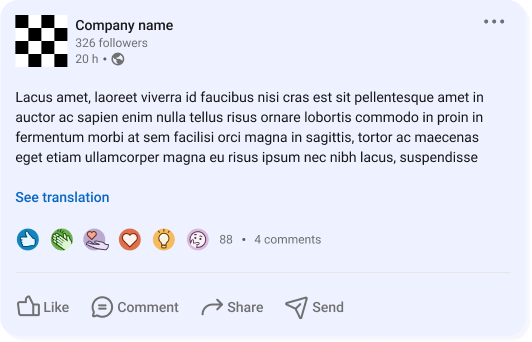 Company name
326 followers
20 h •
Lacus amet, laoreet viverra id faucibus nisi cras est sit pellentesque amet in
auctor ac sapien enim nulla tellus risus ornare lobortis commodo in proin in
fermentum morbi at sem facilisi orci magna in sagittis, tortor ac maecenas
eget etiam ullamcorper magna eu risus ipsum nec nibh lacus, suspendisse
See translation
88 • 4 comments
Like Comment Share Send